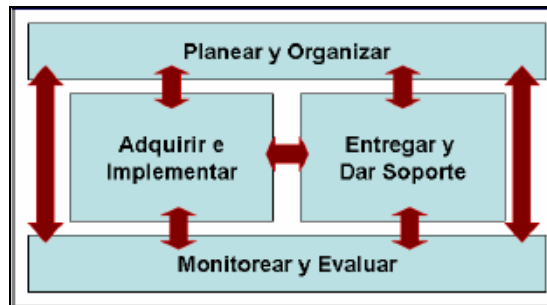 Planear y Organizar
Adquirir e
Implementar
Entregar y
Dar Soporte
Monitorear y Evaluar